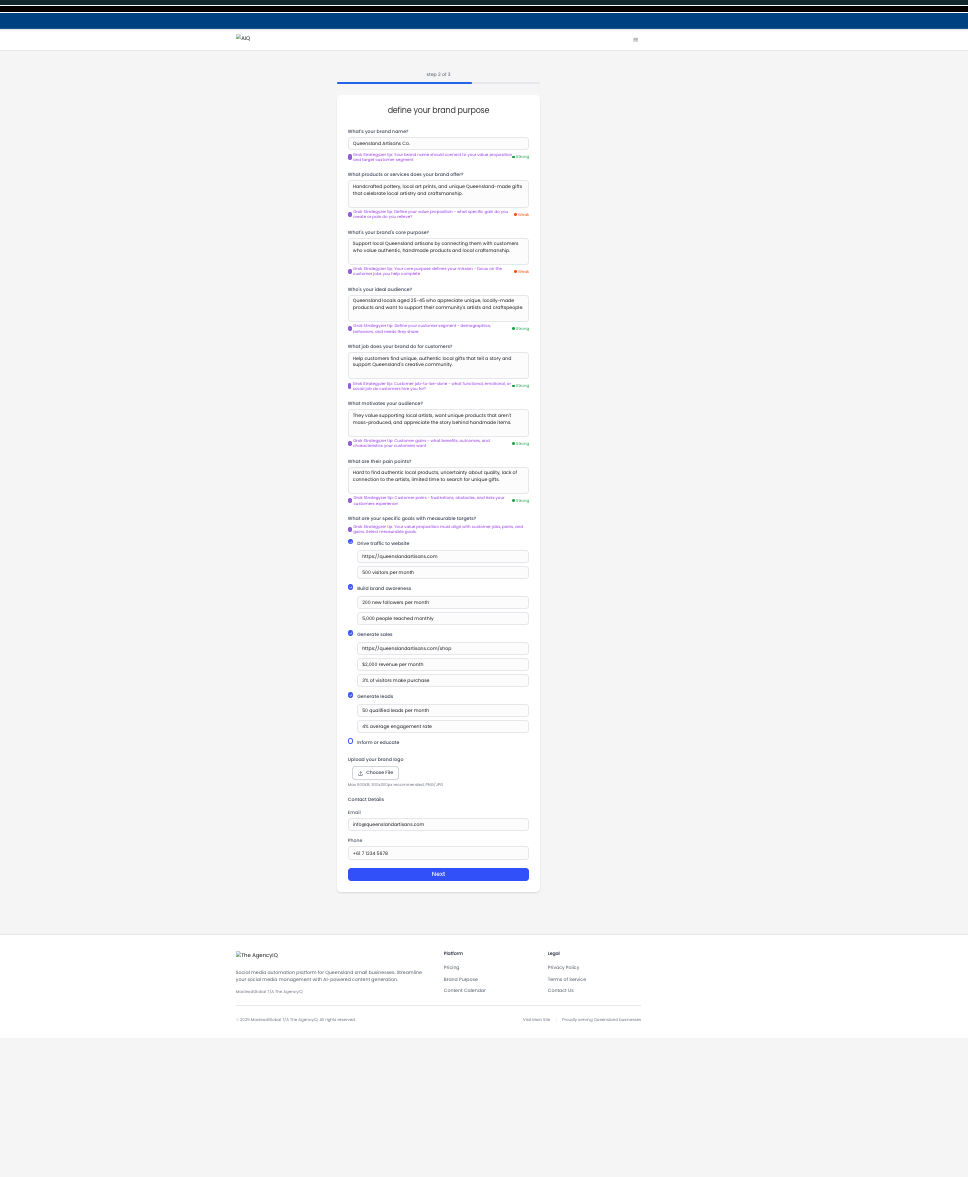 AiQ
step 2 of 3
define your brand purpose
What's your brand name?
Queensland Artisans Co.
Grok Strategyzer tip: Your brand name should connect to your value proposition
and target customer segment
Strong
What products or services does your brand offer?
Handcrafted pottery, local art prints, and unique Queensland-made gifts
that celebrate local artistry and craftsmanship.
Grok Strategyzer tip: Define your value proposition - what specific gain do you
create or pain do you relieve?
Weak
What's your brand's core purpose?
Support local Queensland artisans by connecting them with customers
who value authentic, handmade products and local craftsmanship.
Grok Strategyzer tip: Your core purpose defines your mission - focus on the
customer jobs you help complete
Weak
Who's your ideal audience?
Queensland locals aged 25-45 who appreciate unique, locally-made
products and want to support their community's artists and craftspeople.
Grok Strategyzer tip: Define your customer segment - demographics,
behaviors, and needs they share
Strong
What job does your brand do for customers?
Help customers find unique, authentic local gifts that tell a story and
support Queensland's creative community.
Grok Strategyzer tip: Customer job-to-be-done - what functional, emotional, or
social job do customers hire you for?
Strong
What motivates your audience?
They value supporting local artists, want unique products that aren't
mass-produced, and appreciate the story behind handmade items.
Grok Strategyzer tip: Customer gains - what benefits, outcomes, and
characteristics your customers want
Strong
What are their pain points?
Hard to find authentic local products, uncertainty about quality, lack of
connection to the artists, limited time to search for unique gifts.
Grok Strategyzer tip: Customer pains - frustrations, obstacles, and risks your
customers experience
Strong
What are your specific goals with measurable targets?
Grok Strategyzer tip: Your value proposition must align with customer jobs, pains, and
gains. Select measurable goals
Drive traffic to website
https://queenslandartisans.com
500 visitors per month
Build brand awareness
200 new followers per month
5,000 people reached monthly
Generate sales
https://queenslandartisans.com/shop
$2,000 revenue per month
3% of visitors make purchase
Generate leads
50 qualified leads per month
4% average engagement rate
Inform or educate
Upload your brand logo
Choose File
Max 500KB, 300x300px recommended, PNG/JPG
Contact Details
Email
info@queenslandartisans.com
Phone
+61 7 1234 5678
Next
The AgencyIQ
Social media automation platform for Queensland small businesses. Streamline
your social media management with AI-powered content generation.
MacleodGlobal T/A The AgencyIQ
Platform
Pricing
Brand Purpose
Content Calendar
Legal
Privacy Policy
Terms of Service
Contact Us
© 2025 MacleodGlobal T/A The AgencyIQ. All rights reserved.
Visit Main Site | Proudly serving Queensland businesses